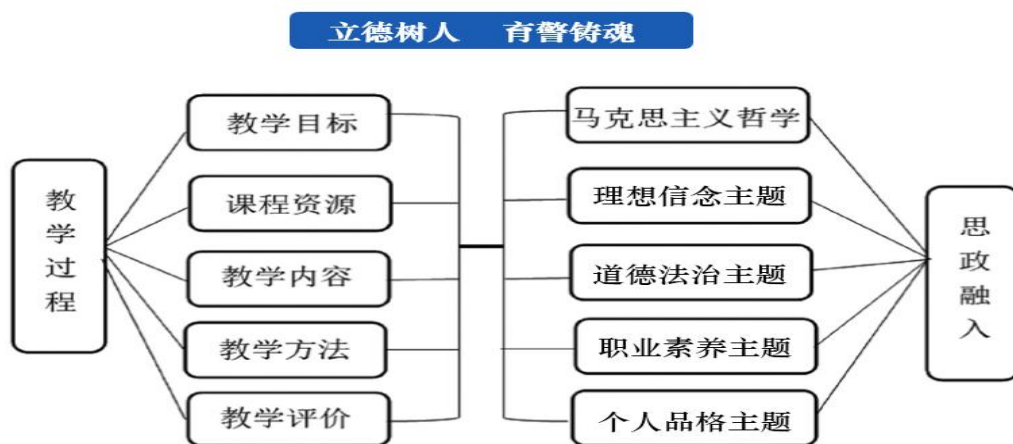 立德树人 育警铸魂
教学过程
教学目标
课程资源
教学内容
教学方法
教学评价
马克思主义哲学
理想信念主题
道德法治主题
职业素养主题
个人品格主题
思政融入